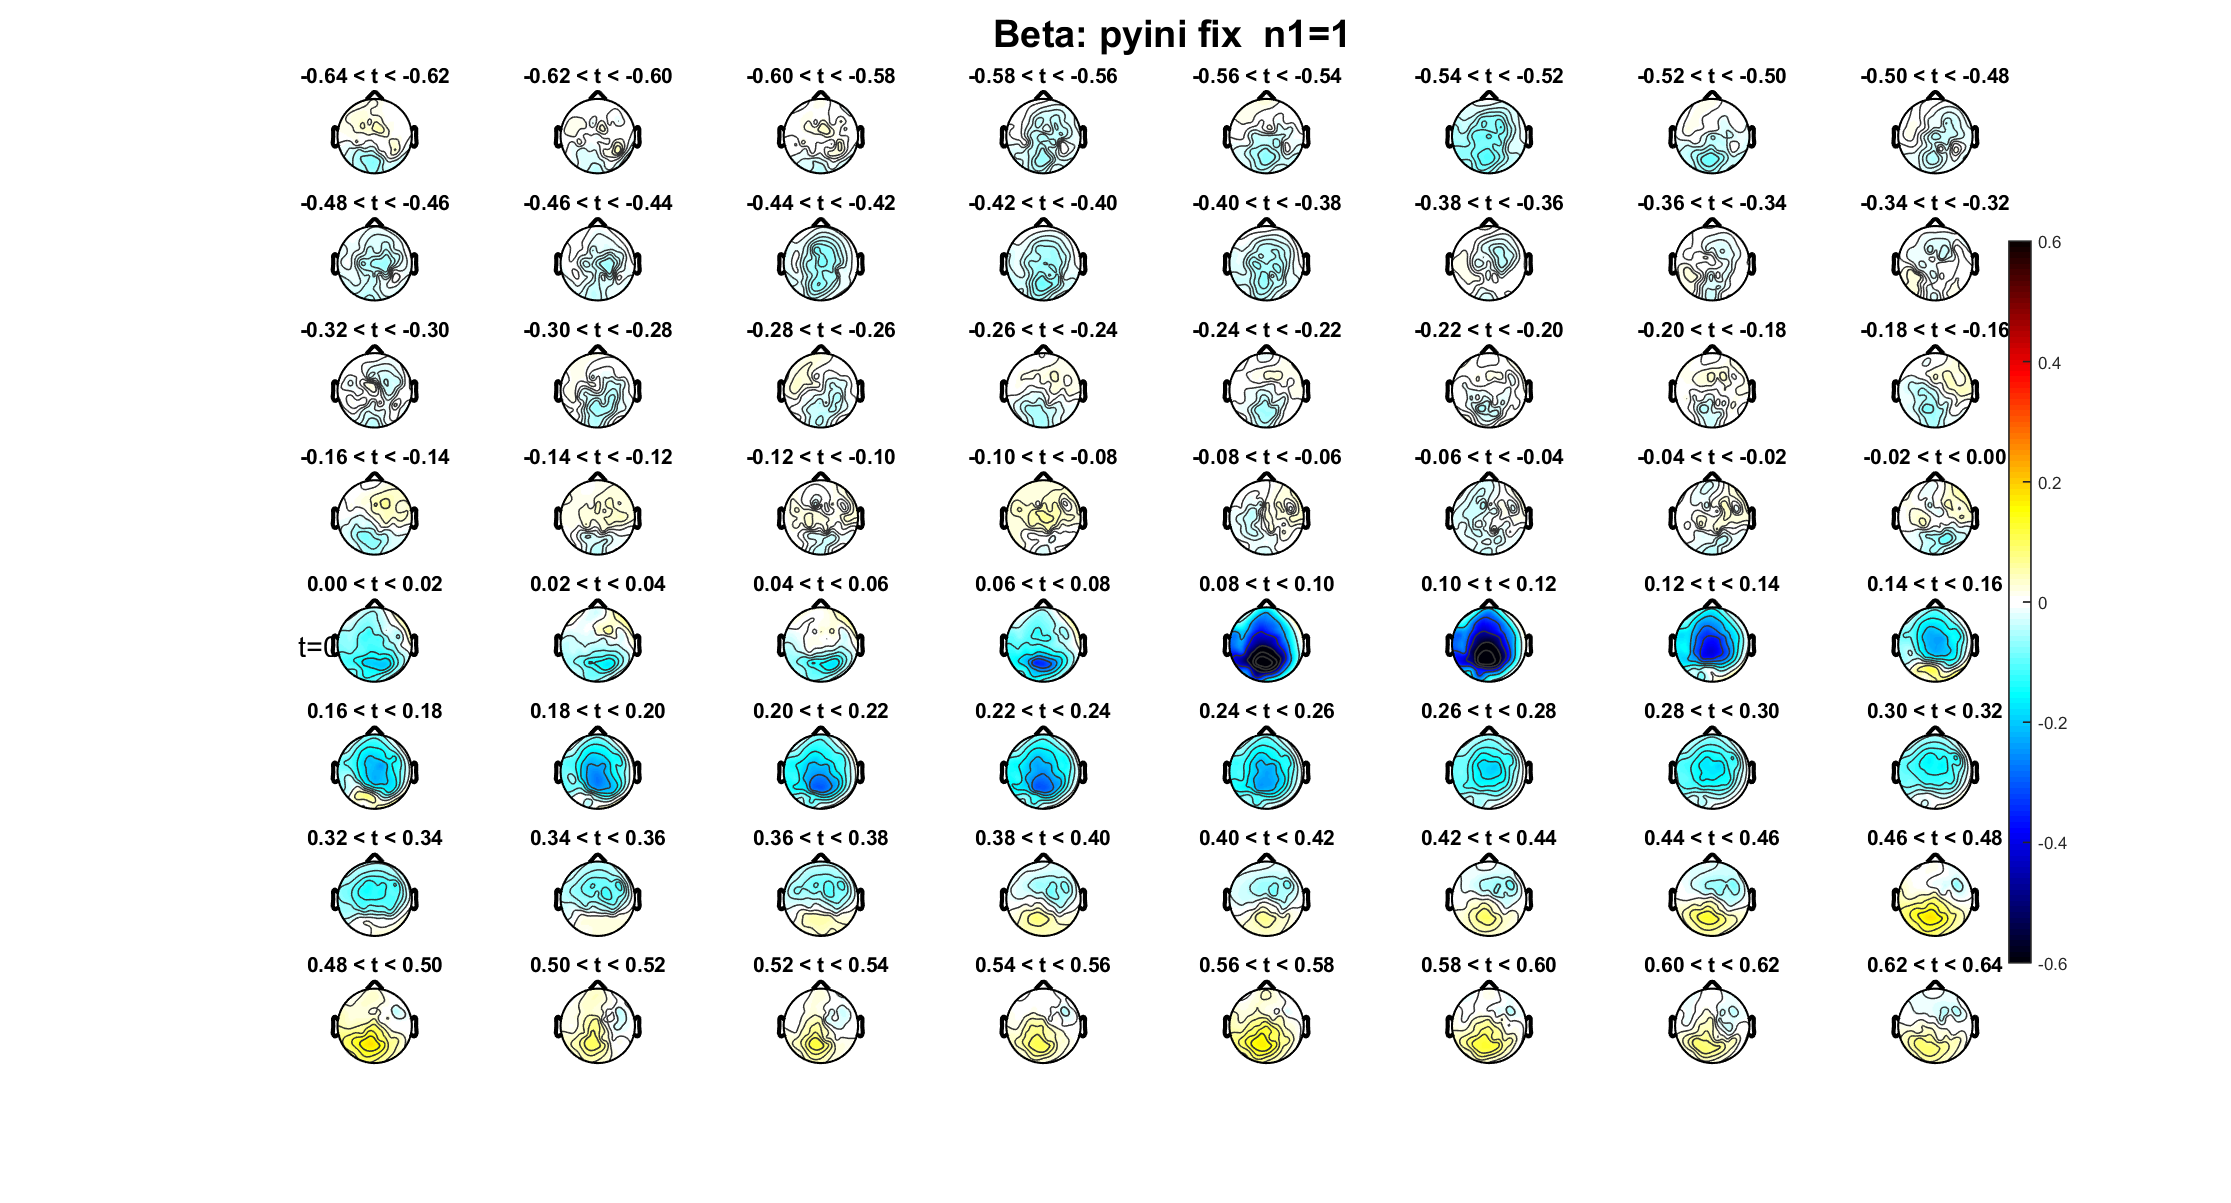 Beta: pyini fix  n1=1
-0.64 < t < -0.62 -0.62 < t < -0.60 -0.60 < t < -0.58 -0.58 < t < -0.56 -0.56 < t < -0.54 -0.54 < t < -0.52 -0.52 < t < -0.50 -0.50 < t < -0.48
-0.48 < t < -0.46 -0.46 < t < -0.44 -0.44 < t < -0.42 -0.42 < t < -0.40 -0.40 < t < -0.38 -0.38 < t < -0.36 -0.36 < t < -0.34 -0.34 < t < -0.32
0.6
-0.32 < t < -0.30 -0.30 < t < -0.28 -0.28 < t < -0.26 -0.26 < t < -0.24 -0.24 < t < -0.22 -0.22 < t < -0.20 -0.20 < t < -0.18 -0.18 < t < -0.16
0.4
-0.16 < t < -0.14 -0.14 < t < -0.12 -0.12 < t < -0.10 -0.10 < t < -0.08 -0.08 < t < -0.06 -0.06 < t < -0.04 -0.04 < t < -0.02 -0.02 < t < 0.00
0.2
0.00 < t < 0.02 0.02 < t < 0.04 0.04 < t < 0.06 0.06 < t < 0.08 0.08 < t < 0.10 0.10 < t < 0.12 0.12 < t < 0.14 0.14 < t < 0.16
0
t=0
0.16 < t < 0.18 0.18 < t < 0.20 0.20 < t < 0.22 0.22 < t < 0.24 0.24 < t < 0.26 0.26 < t < 0.28 0.28 < t < 0.30 0.30 < t < 0.32
-0.2
0.32 < t < 0.34 0.34 < t < 0.36 0.36 < t < 0.38 0.38 < t < 0.40 0.40 < t < 0.42 0.42 < t < 0.44 0.44 < t < 0.46 0.46 < t < 0.48
-0.4
0.48 < t < 0.50 0.50 < t < 0.52 0.52 < t < 0.54 0.54 < t < 0.56 0.56 < t < 0.58 0.58 < t < 0.60 0.60 < t < 0.62 0.62 < t < 0.64
-0.6